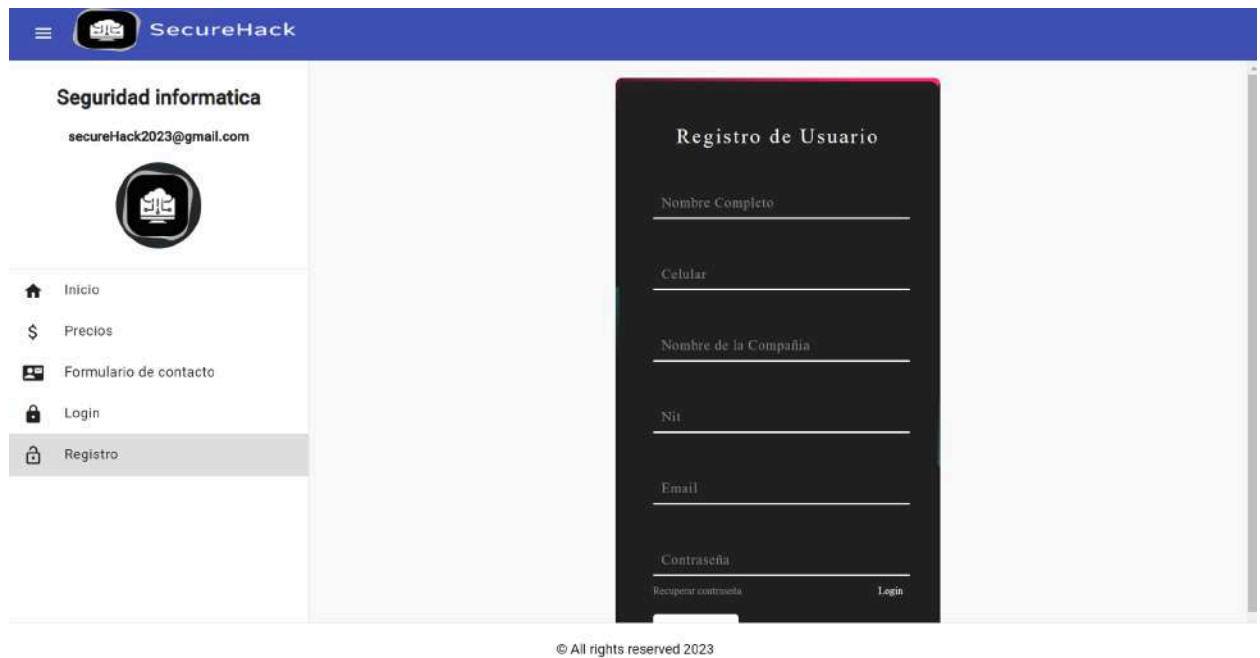 SecureHack
Seguridad informatica
secureHack2023@gmail.com
Inicio
Precios
Formulario de contacto
Login
Registro
Registro de Usuario
Nombre Completo
Celular
Nombre de la Compañia
Nit
Email
Contraseña
Recuperar contraseña Login
© All rights reserved 2023